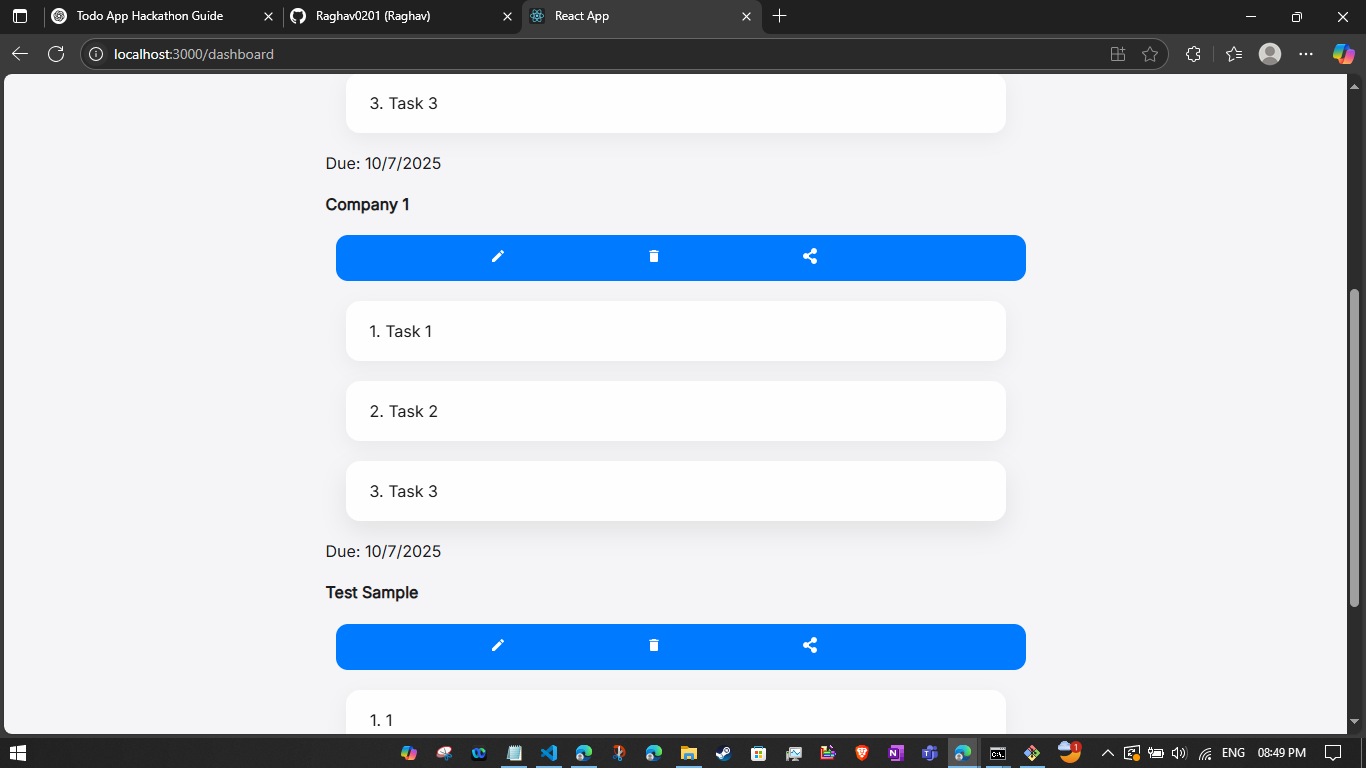 Todo App Hackathon Guide
Raghav0201 (Raghav)
React App
localhost:3000/dashboard
3. Task 3
Due: 10/7/2025
Company 1
1. Task 1
2. Task 2
3. Task 3
Due: 10/7/2025
Test Sample
1. 1
1
ENG
08:49 PM